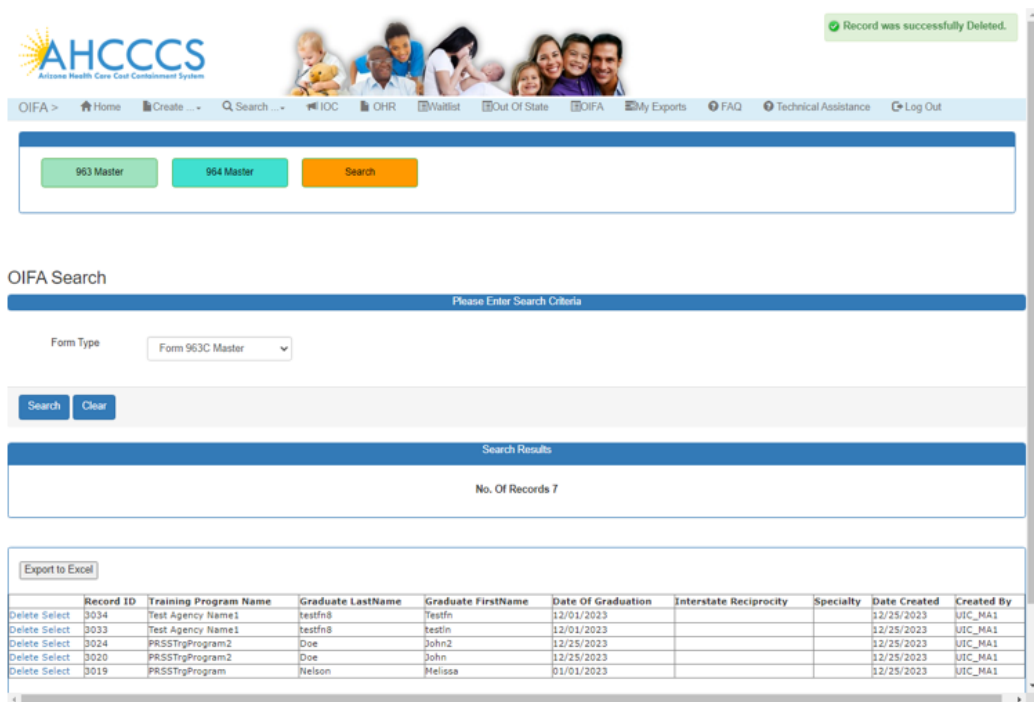 Record was successfully Deleted.
AHCCCS
Arizona Health Care Cost Containment System
OIFA > Home Create ... Search ... IOC OHR Waitlist Out Of State OIFA My Exports FAQ Technical Assistance Log Out
963 Master 964 Master Search
OIFA Search
Please Enter Search Criteria
Form Type Form 963C Master
Search Clear
Search Results
No. Of Records 7
Export to Excel
Record ID Training Program Name Graduate LastName Graduate FirstName Date Of Graduation Interstate Reciprocity Specialty Date Created Created By
Delete Select 3034 Test Agency Name1 testfn8 Testfn 12/01/2023 12/25/2023 UIC_MA1
Delete Select 3033 Test Agency Name1 testfn8 testln 12/01/2023 12/25/2023 UIC_MA1
Delete Select 3024 PRSSTrgProgram2 Doe John2 12/25/2023 12/25/2023 UIC_MA1
Delete Select 3020 PRSSTrgProgram2 Doe John 12/25/2023 12/25/2023 UIC_MA1
Delete Select 3019 PRSSTrgProgram Nelson Melissa 01/01/2023 12/25/2023 UIC_MA1